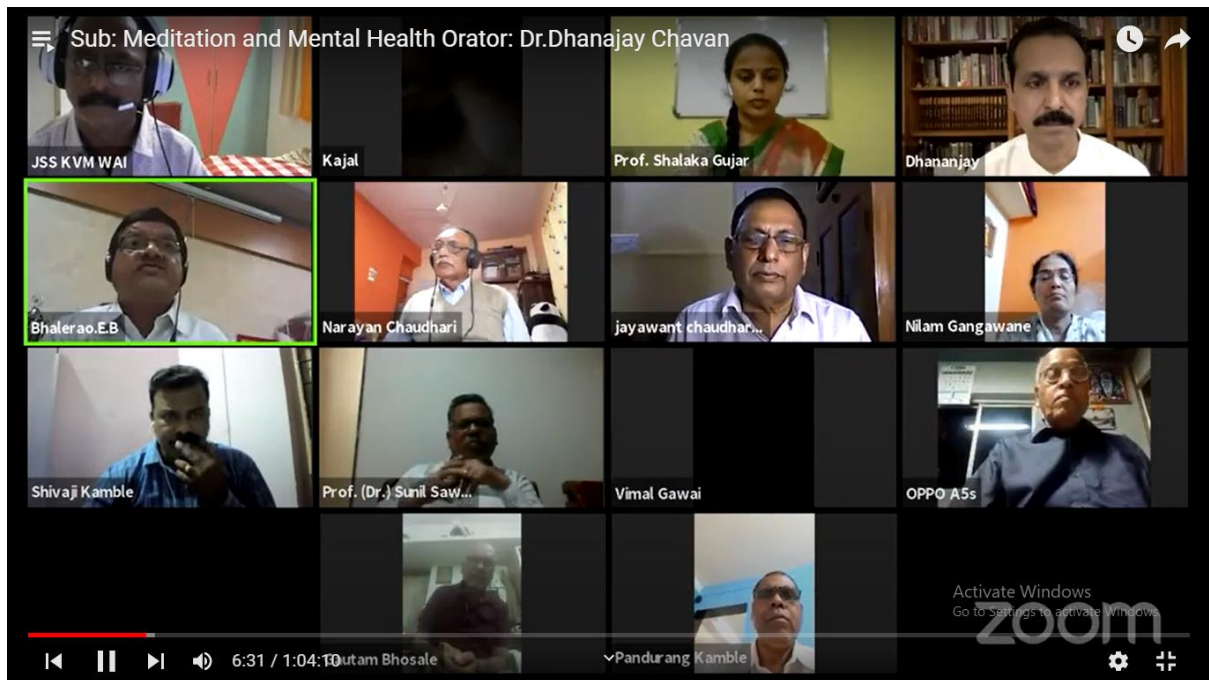 Sub: Meditation and Mental Health Orator: Dr.Dhanajay Chavan
JSS KVM WAI
Kajal
Prof. Shalaka Gujar
Dhananjay
Bhalerao.E.B
Narayan Chaudhari
jayawant chaudhar...
Nilam Gangawane
Shivaji Kamble
Prof. (Dr.) Sunil Saw...
Vimal Gawai
OPPO A5s
Activate Windows
Go to Settings to activate Windows.
zoom
6:31 / 1:04:10
Gautam Bhosale
Pandurang Kamble